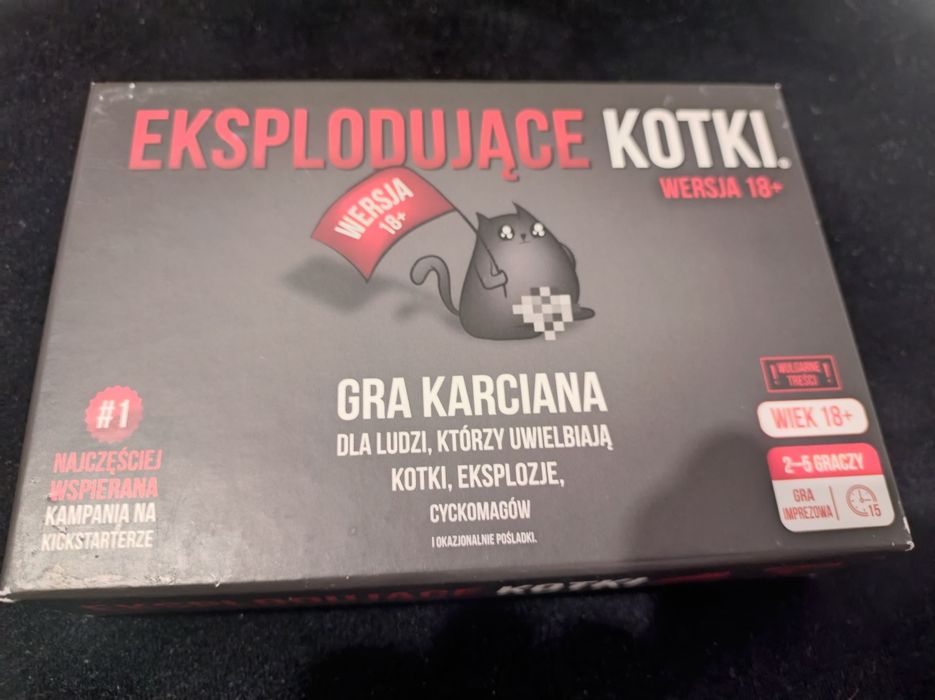 EKSPLODUJĄCE KOTKI®
WERSJA 18+
WERSJA
18+
GRA KARCIANA
DLA LUDZI, KTÓRZY UWIELBIAJĄ
KOTKI, EKSPLOZJE,
CYCKOMAGÓW
I OKAZJONALNIE POŚLADKI.
#1
NAJCZĘŚCIEJ
WSPIERANA
KAMPANIA NA
KICKSTARTERZE
! WULGARNE !
TREŚCI
WIEK 18+
2–5 GRACZY
GRA
IMPREZOWA
15
EKSPLODUJĄCE KOTKI